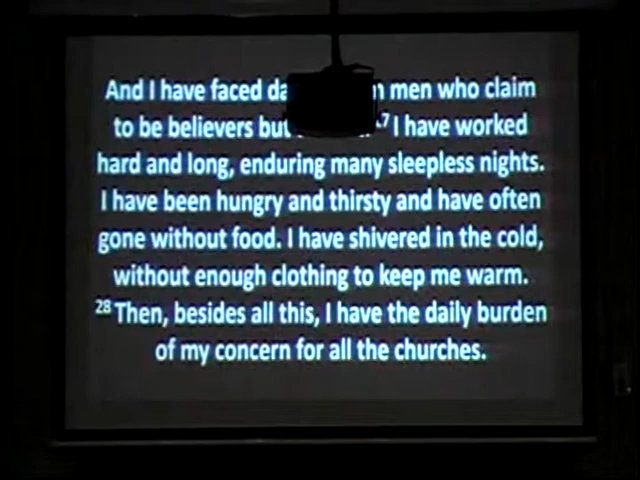 And I have faced men who claim
to be believers but 7 I have worked
hard and long, enduring many sleepless nights.
I have been hungry and thirsty and have often
gone without food. I have shivered in the cold,
without enough clothing to keep me warm.
28 Then, besides all this, I have the daily burden
of my concern for all the churches.